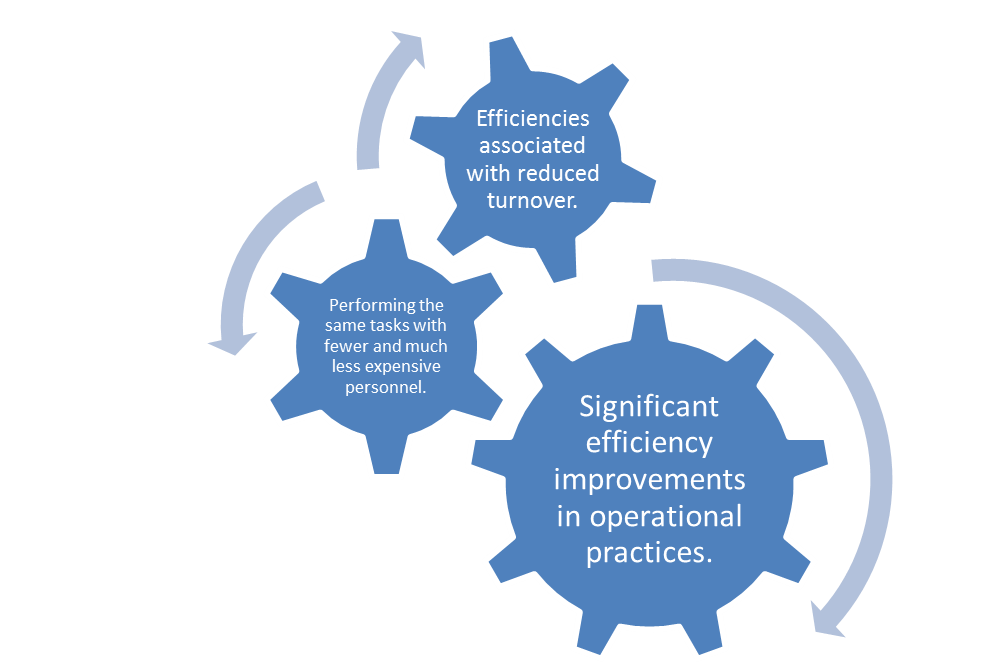 Efficiencies
associated
with reduced
turnover.
Performing the
same tasks with
fewer and much
less expensive
personnel.
Significant
efficiency
improvements
in operational
practices.